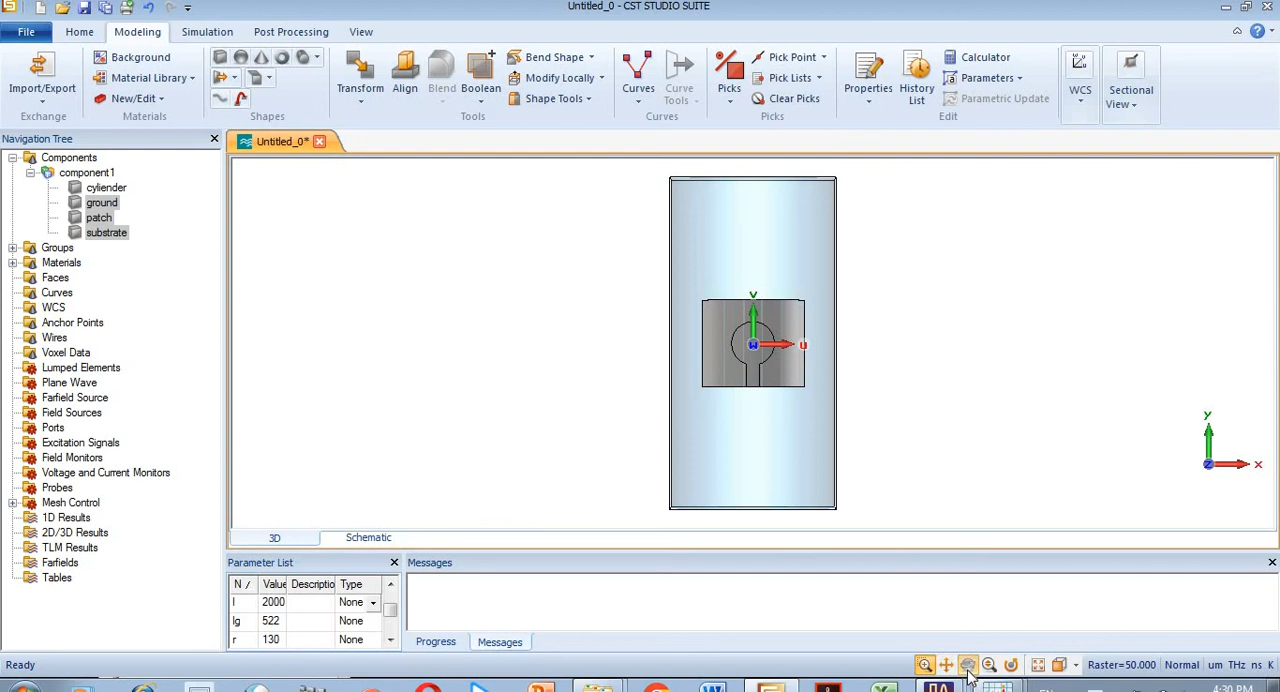 Untitled_0 - CST STUDIO SUITE
File Home Modeling Simulation Post Processing View
Import/Export
Exchange
Background
Material Library
New/Edit
Materials
Shapes
Transform
Align
Blend
Boolean
Bend Shape
Modify Locally
Shape Tools
Tools
Curves
Curve Tools
Curves
Picks
Pick Point
Pick Lists
Clear Picks
Picks
Properties
History List
Calculator
Parameters
Parametric Update
Edit
WCS
Sectional View
Navigation Tree
Untitled_0*
Components
component1
cyliender
ground
patch
substrate
Groups
Materials
Faces
Curves
WCS
Anchor Points
Wires
Voxel Data
Lumped Elements
Plane Wave
Farfield Source
Field Sources
Ports
Excitation Signals
Field Monitors
Voltage and Current Monitors
Probes
Mesh Control
1D Results
2D/3D Results
TLM Results
Farfields
Tables
v
w
u
y
z
x
3D
Schematic
Parameter List
N / Value Descriptio Type
l 2000 None
lg 522 None
r 130 None
Messages
Progress
Messages
Ready
Raster=50.000 Normal um THz ns K
EN
4:30 PM